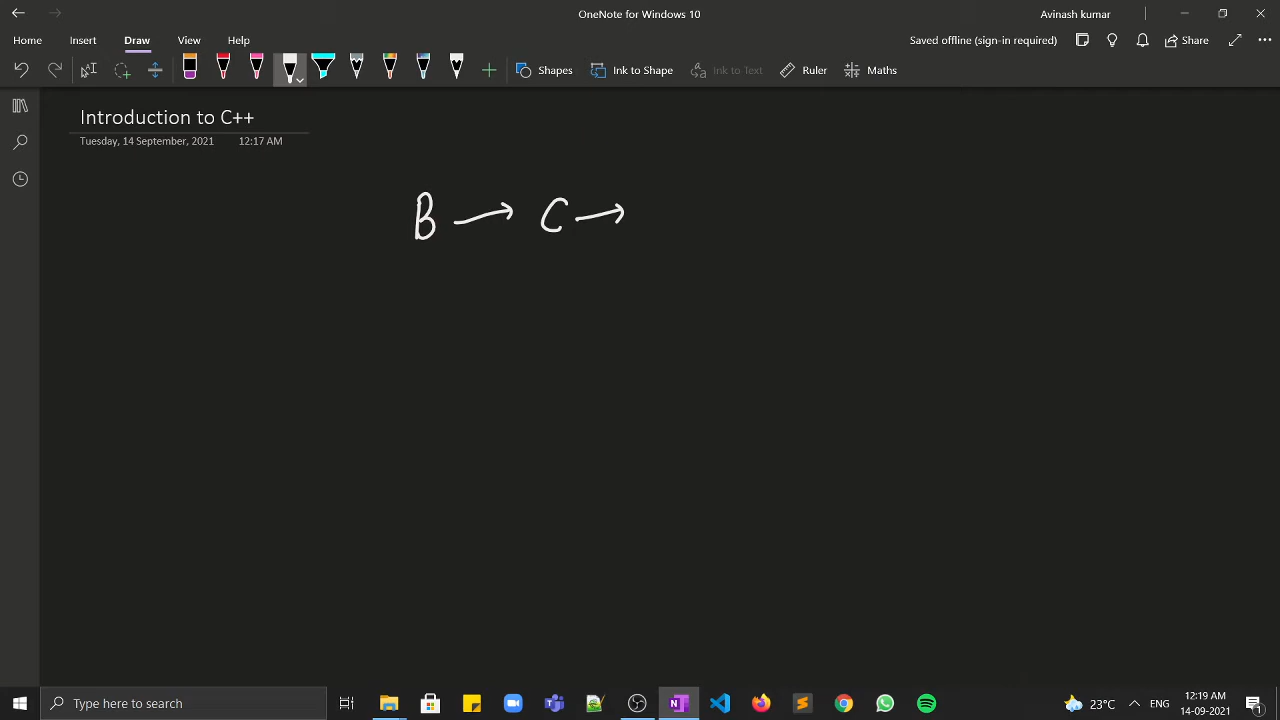 OneNote for Windows 10
Avinash kumar
Home Insert Draw View Help
Saved offline (sign-in required) Share
Shapes Ink to Shape Ink to Text Ruler Maths
Introduction to C++
Tuesday, 14 September, 2021 12:17 AM
B → C →
Type here to search
23°C ENG 12:19 AM
14-09-2021 1